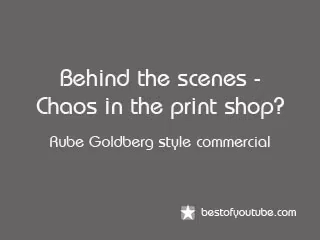 Behind the scenes -
Chaos in the print shop?
Rube Goldberg style commercial
bestofyoutube.com